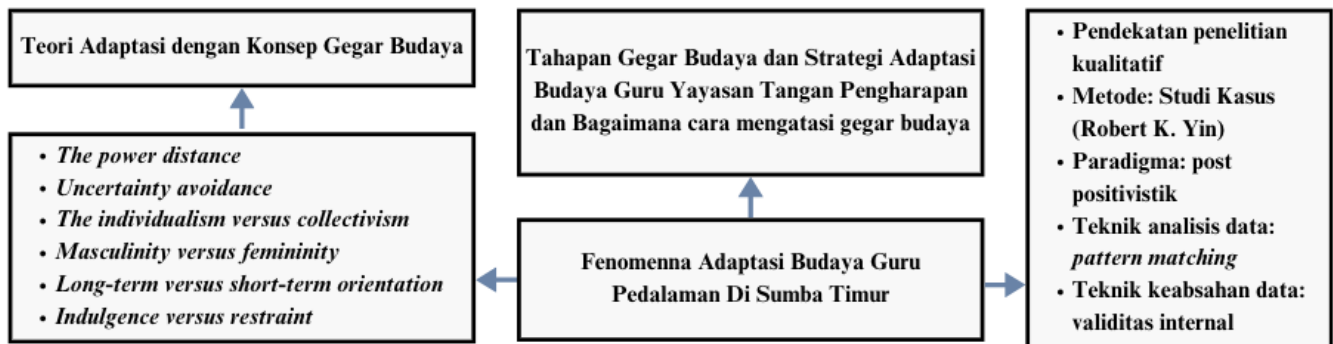 Teori Adaptasi dengan Konsep Gegar Budaya
• The power distance
• Uncertainty avoidance
• The individualism versus collectivism
• Masculinity versus femininity
• Long-term versus short-term orientation
• Indulgence versus restraint
Tahapan Gegar Budaya dan Strategi Adaptasi
Budaya Guru Yayasan Tangan Pengharapan
dan Bagaimana cara mengatasi gegar budaya
Fenomenna Adaptasi Budaya Guru
Pedalaman Di Sumba Timur
• Pendekatan penelitian
kualitatif
• Metode: Studi Kasus
(Robert K. Yin)
• Paradigma: post
positivistik
• Teknik analisis data:
pattern matching
• Teknik keabsahan data:
validitas internal